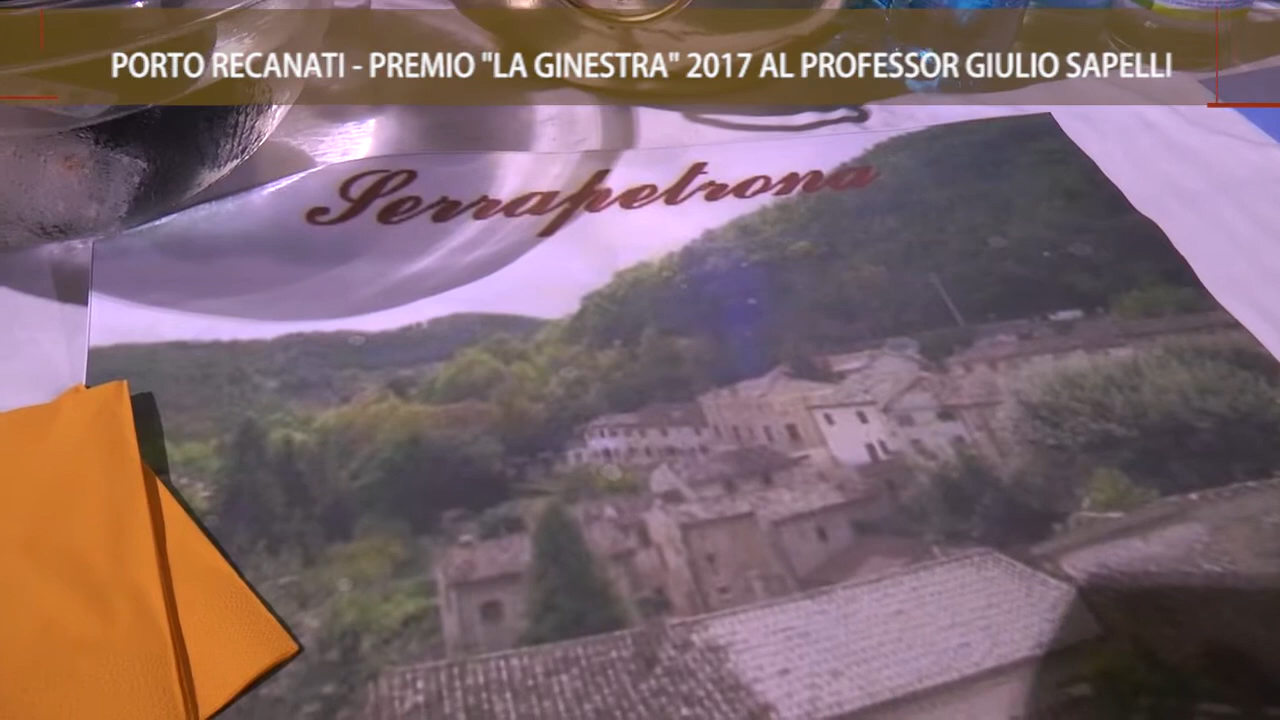 PORTO RECANATI - PREMIO "LA GINESTRA" 2017 AL PROFESSOR GIULIO SAPELLI
Serrapetrona